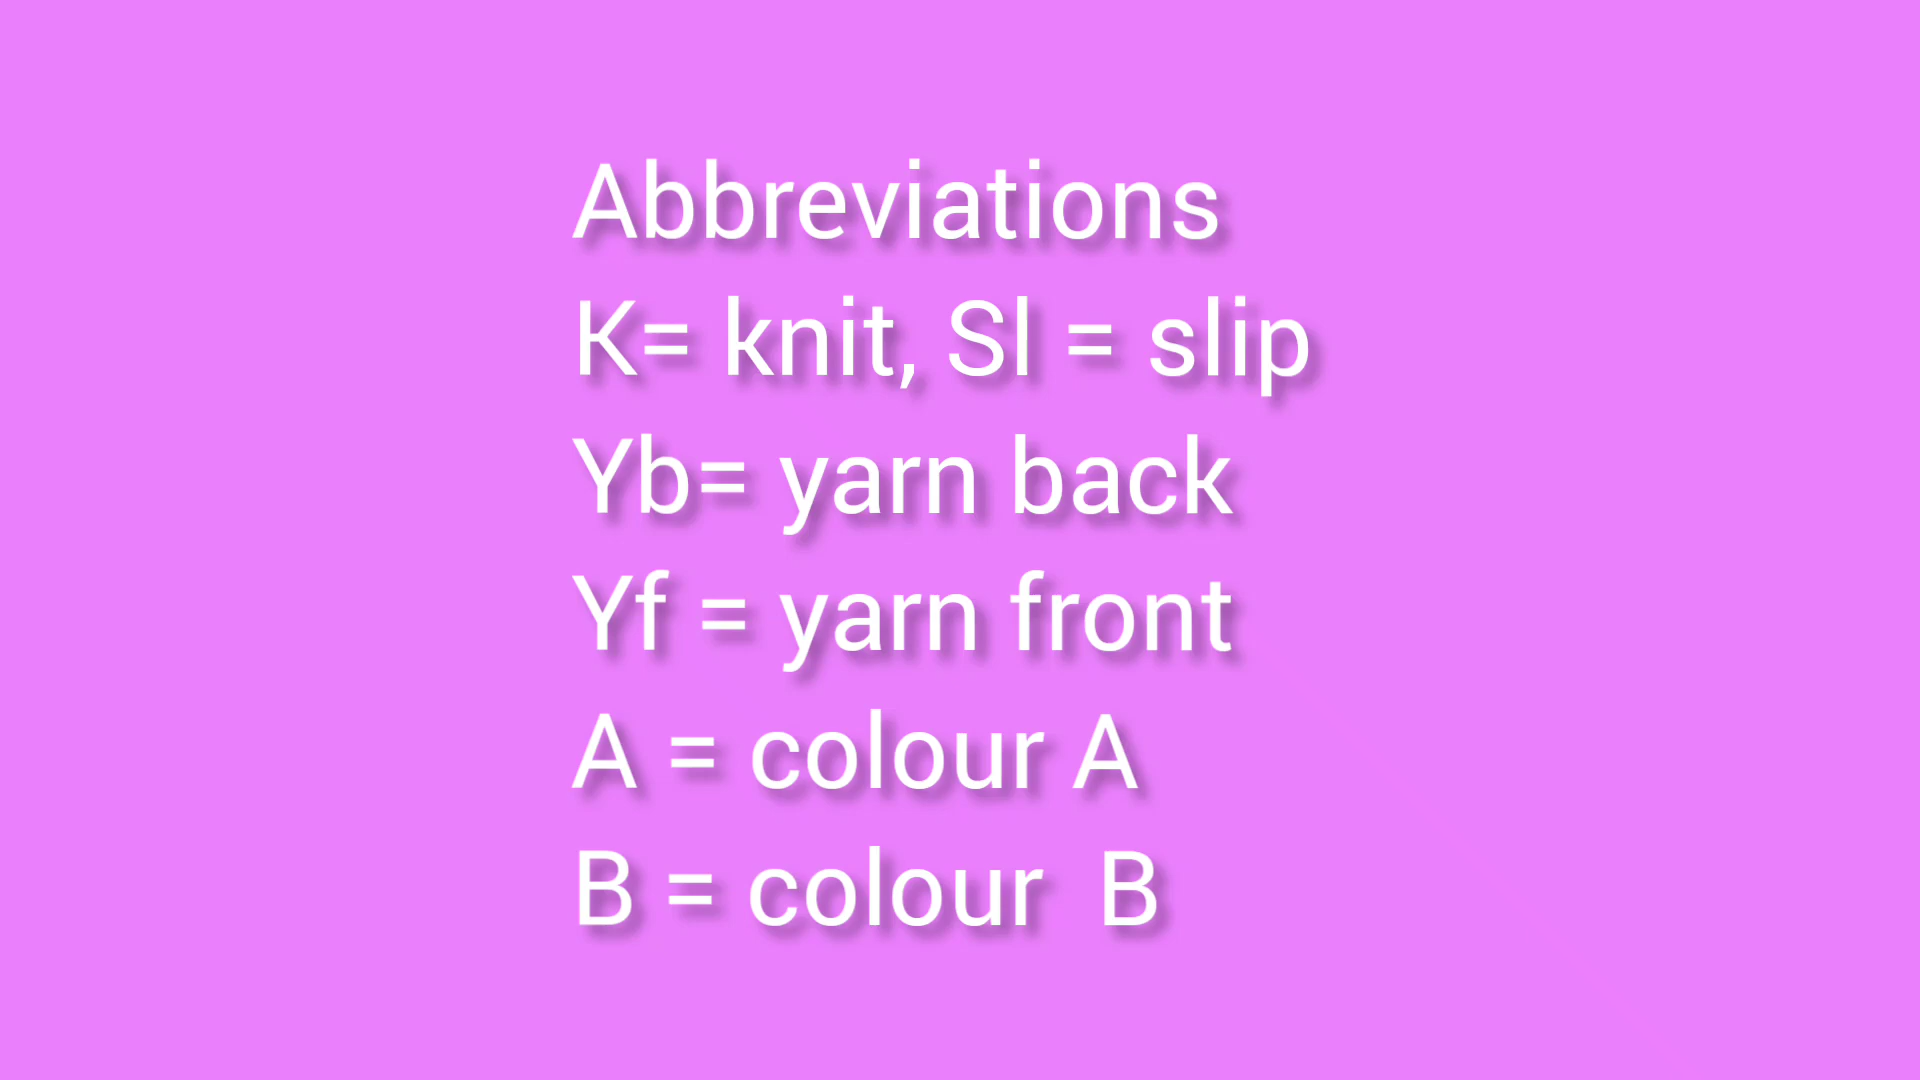 Abbreviations
K= knit, Sl = slip
Yb= yarn back
Yf = yarn front
A = colour A
B = colour  B